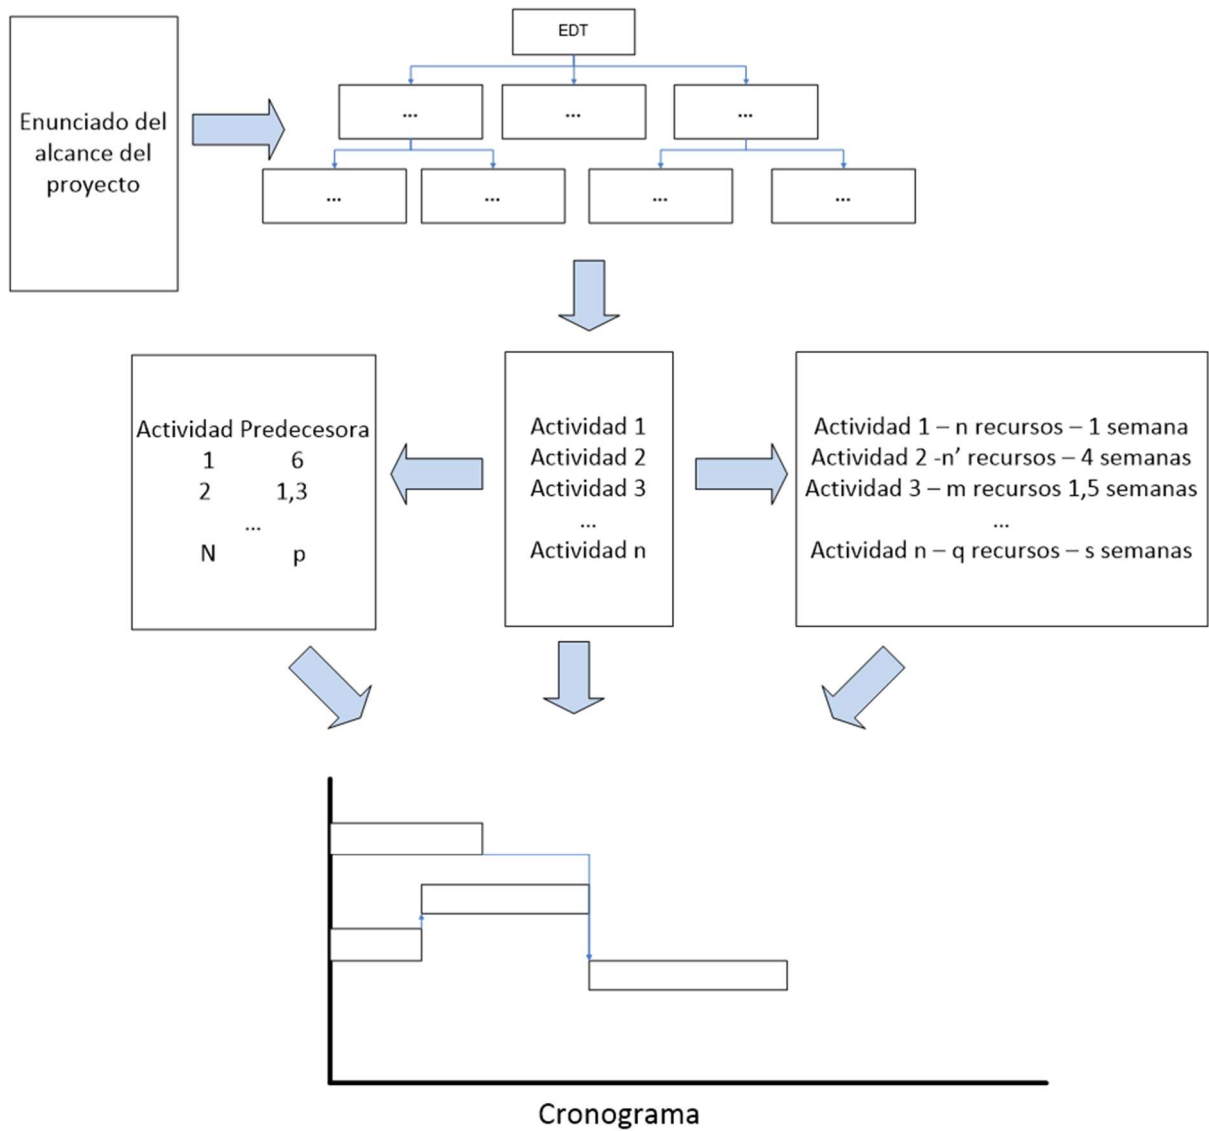 EDT
Enunciado del
alcance del
proyecto
...
...
...
...
...
...
...
Actividad Predecesora
1 6
2 1,3
...
N p
Actividad 1
Actividad 2
Actividad 3
...
Actividad n
Actividad 1 – n recursos – 1 semana
Actividad 2 -n’ recursos – 4 semanas
Actividad 3 – m recursos 1,5 semanas
...
Actividad n – q recursos – s semanas
Cronograma